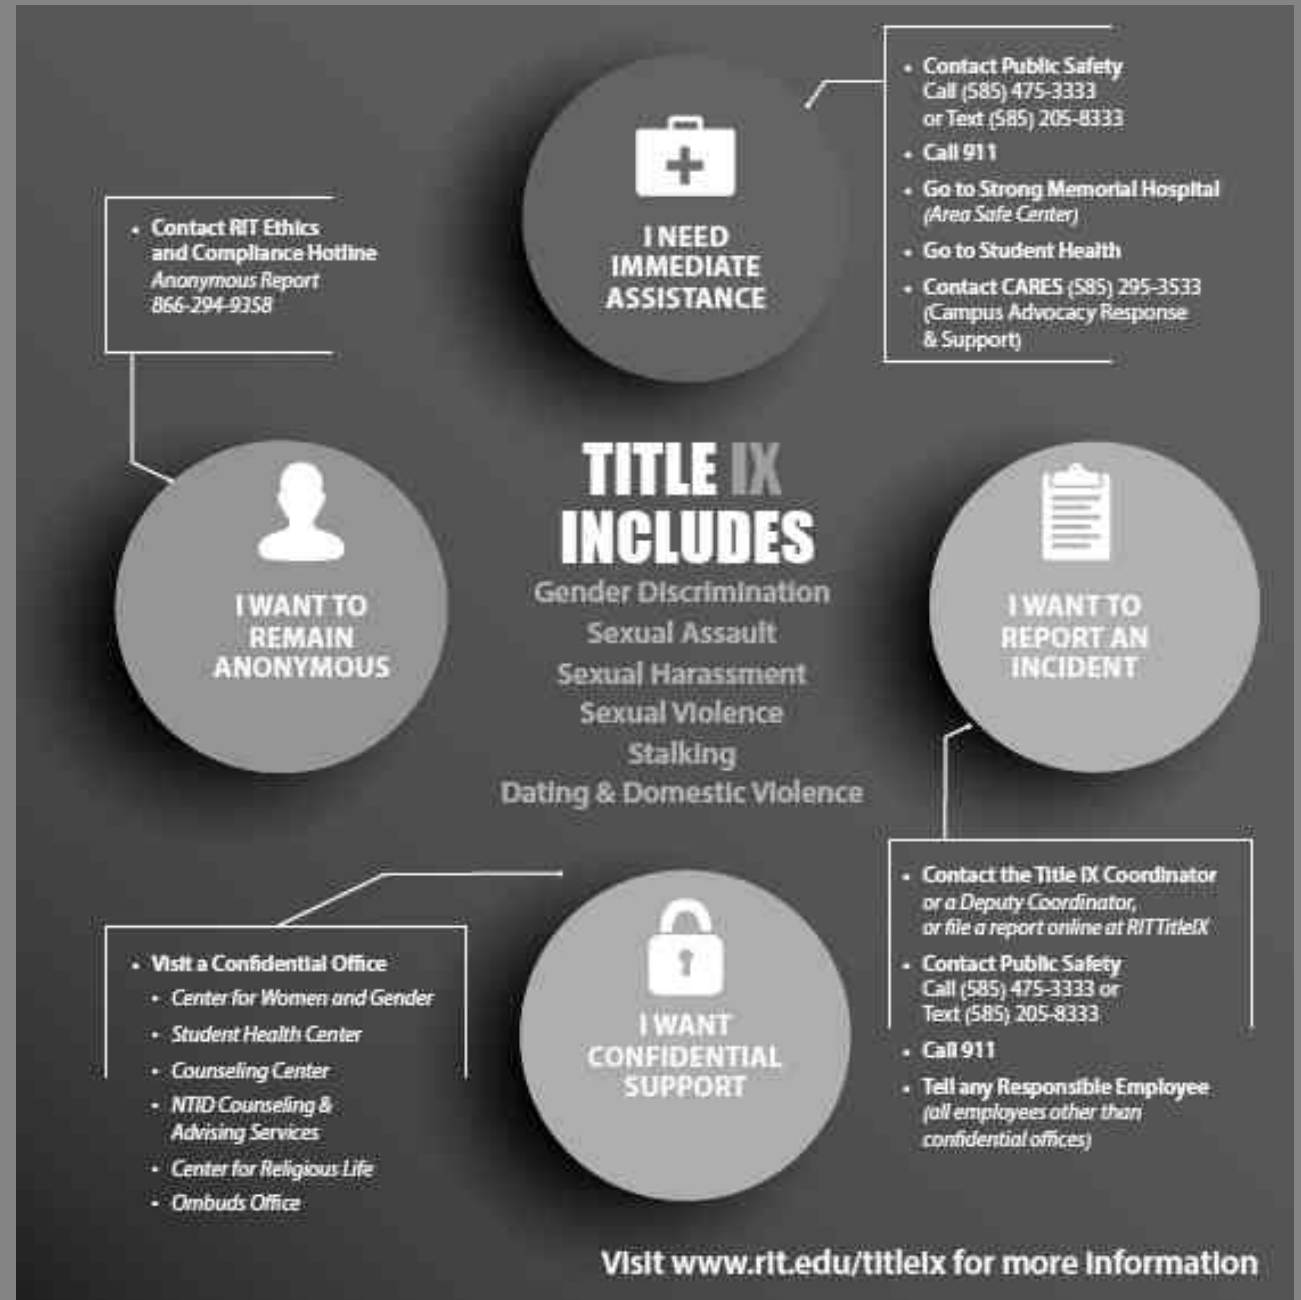 I NEED
IMMEDIATE
ASSISTANCE
• Contact Public Safety
Call (585) 475-3333
or Text (585) 205-8333
• Call 911
• Go to Strong Memorial Hospital
(Area Safe Center)
• Go to Student Health
• Contact CARES (585) 295-3533
(Campus Advocacy Response
& Support)
• Contact RIT Ethics
and Compliance Hotline
Anonymous Report
866-294-9358
I WANT TO
REMAIN
ANONYMOUS
TITLE IX
INCLUDES
Gender Discrimination
Sexual Assault
Sexual Harassment
Sexual Violence
Stalking
Dating & Domestic Violence
I WANT TO
REPORT AN
INCIDENT
• Contact the Title IX Coordinator
or a Deputy Coordinator,
or file a report online at RITTitleIX
• Contact Public Safety
Call (585) 475-3333 or
Text (585) 205-8333
• Call 911
• Tell any Responsible Employee
(all employees other than
confidential offices)
I WANT
CONFIDENTIAL
SUPPORT
• Visit a Confidential Office
• Center for Women and Gender
• Student Health Center
• Counseling Center
• NTID Counseling &
Advising Services
• Center for Religious Life
• Ombuds Office
Visit www.rit.edu/titleix for more information